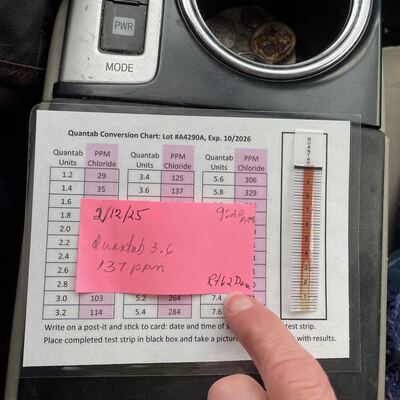 PWR
MODE
Quantab Conversion Chart: Lot #A4290A, Exp. 10/2026
Quantab Units PPM Chloride Quantab Units PPM Chloride Quantab Units PPM Chloride
1.2 29 3.4 125 5.6 306
1.4 35 3.6 137 5.8 329
1.6
1.8
2.0
2.2
2.4
2.6
2.8
3.0 103 5.2 264 7.4
3.2 114 5.4 284 7.6
2/12/25 9:20 AM
Quantab 3.6
137 ppm
QUANTAB
Write on a post-it and stick to card: date and time of test strip.
Place completed test strip in black box and take a picture with results.